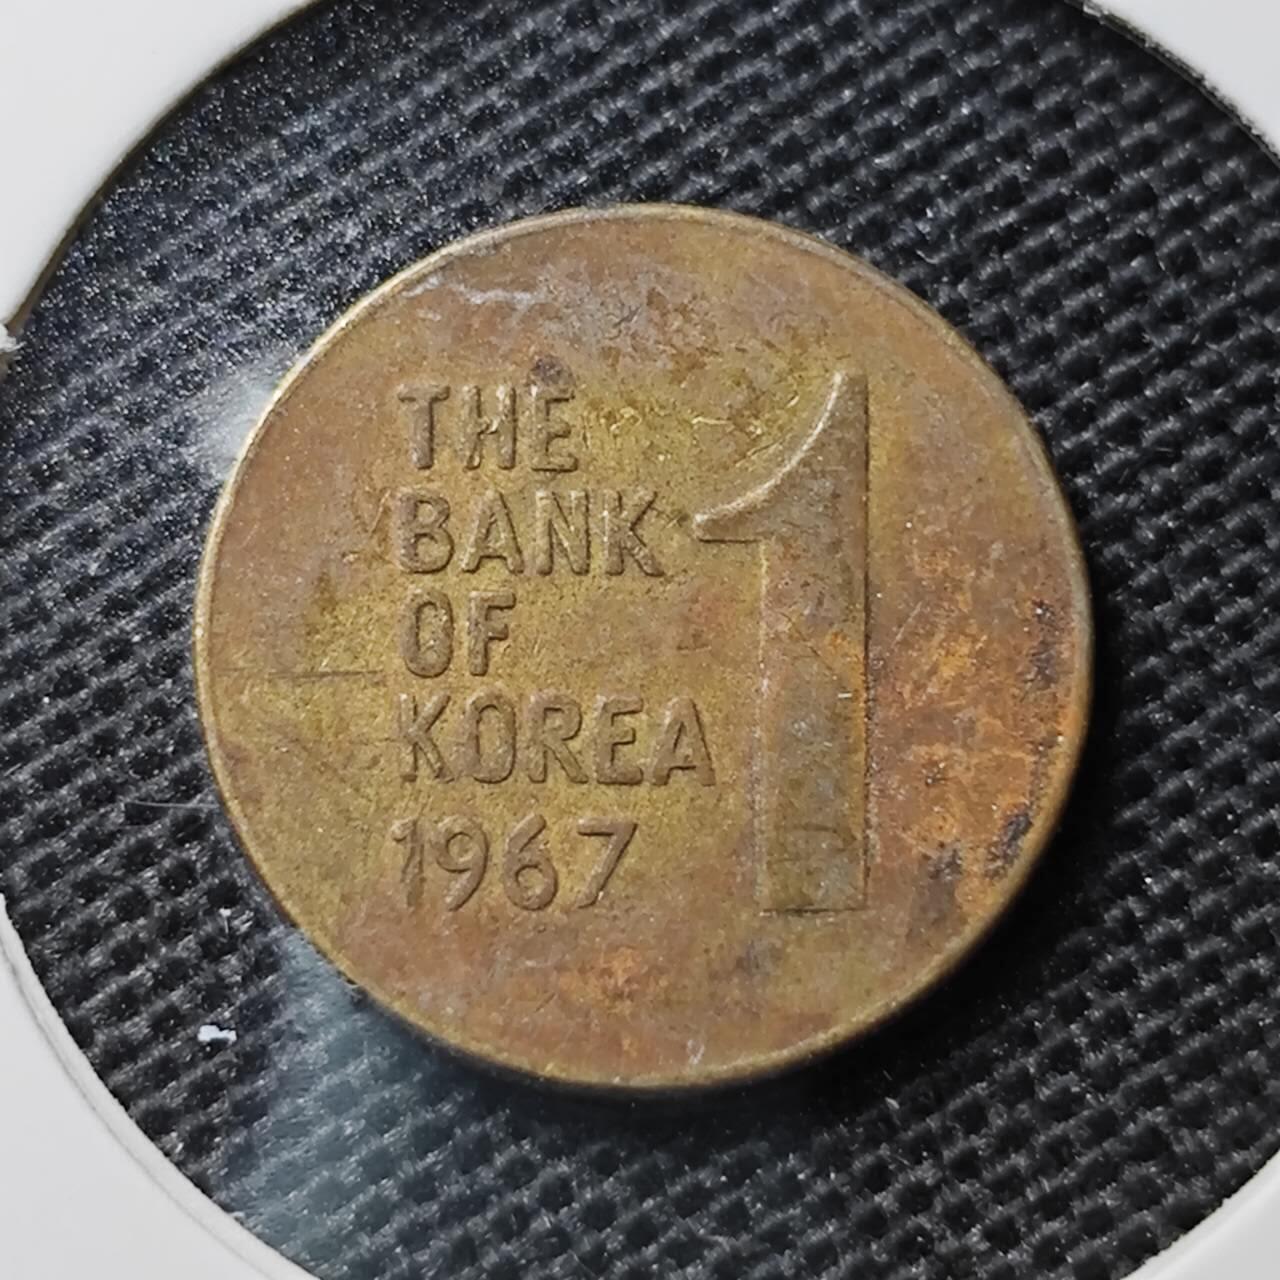 THE
BANK
OF
KOREA
1967
1